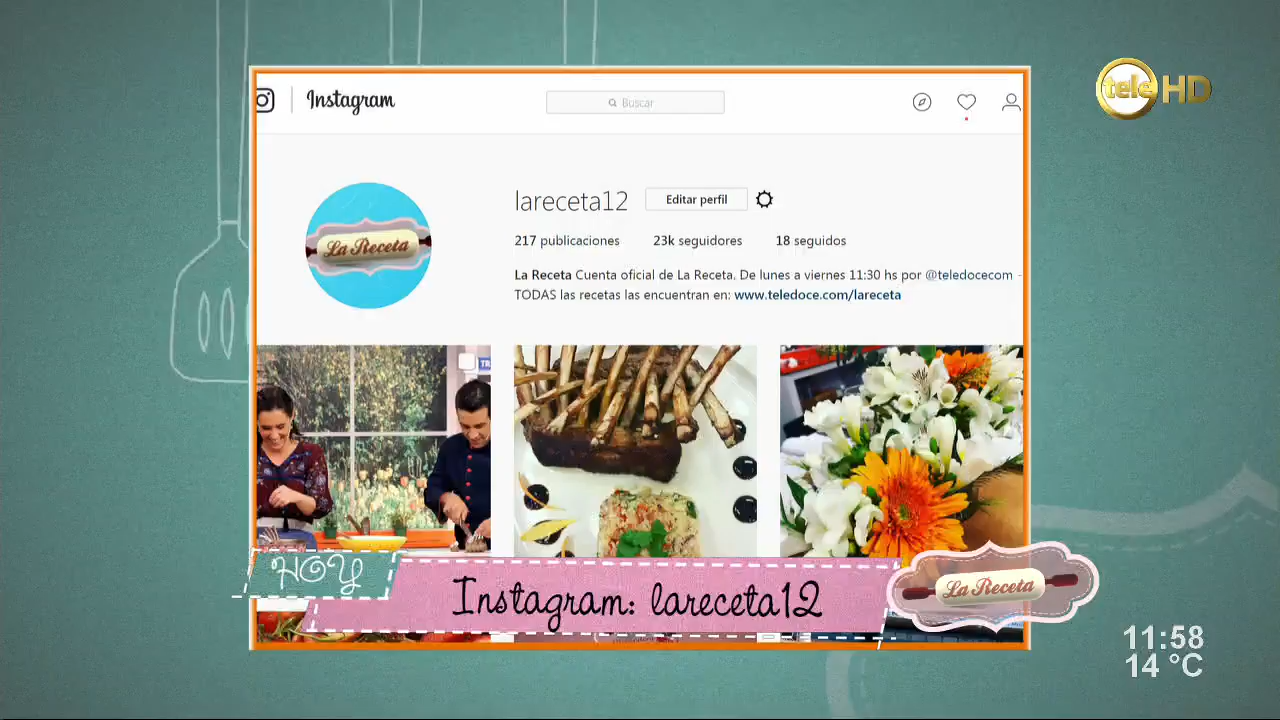 Instagram
Buscar
tele HD
lareceta12 Editar perfil
217 publicaciones 23k seguidores 18 seguidos
La Receta Cuenta oficial de La Receta. De lunes a viernes 11:30 hs por @teledocecom -
TODAS las recetas las encuentran en: www.teledoce.com/lareceta
La Receta
HOY
Instagram: lareceta12
La Receta
11:58
14 °C